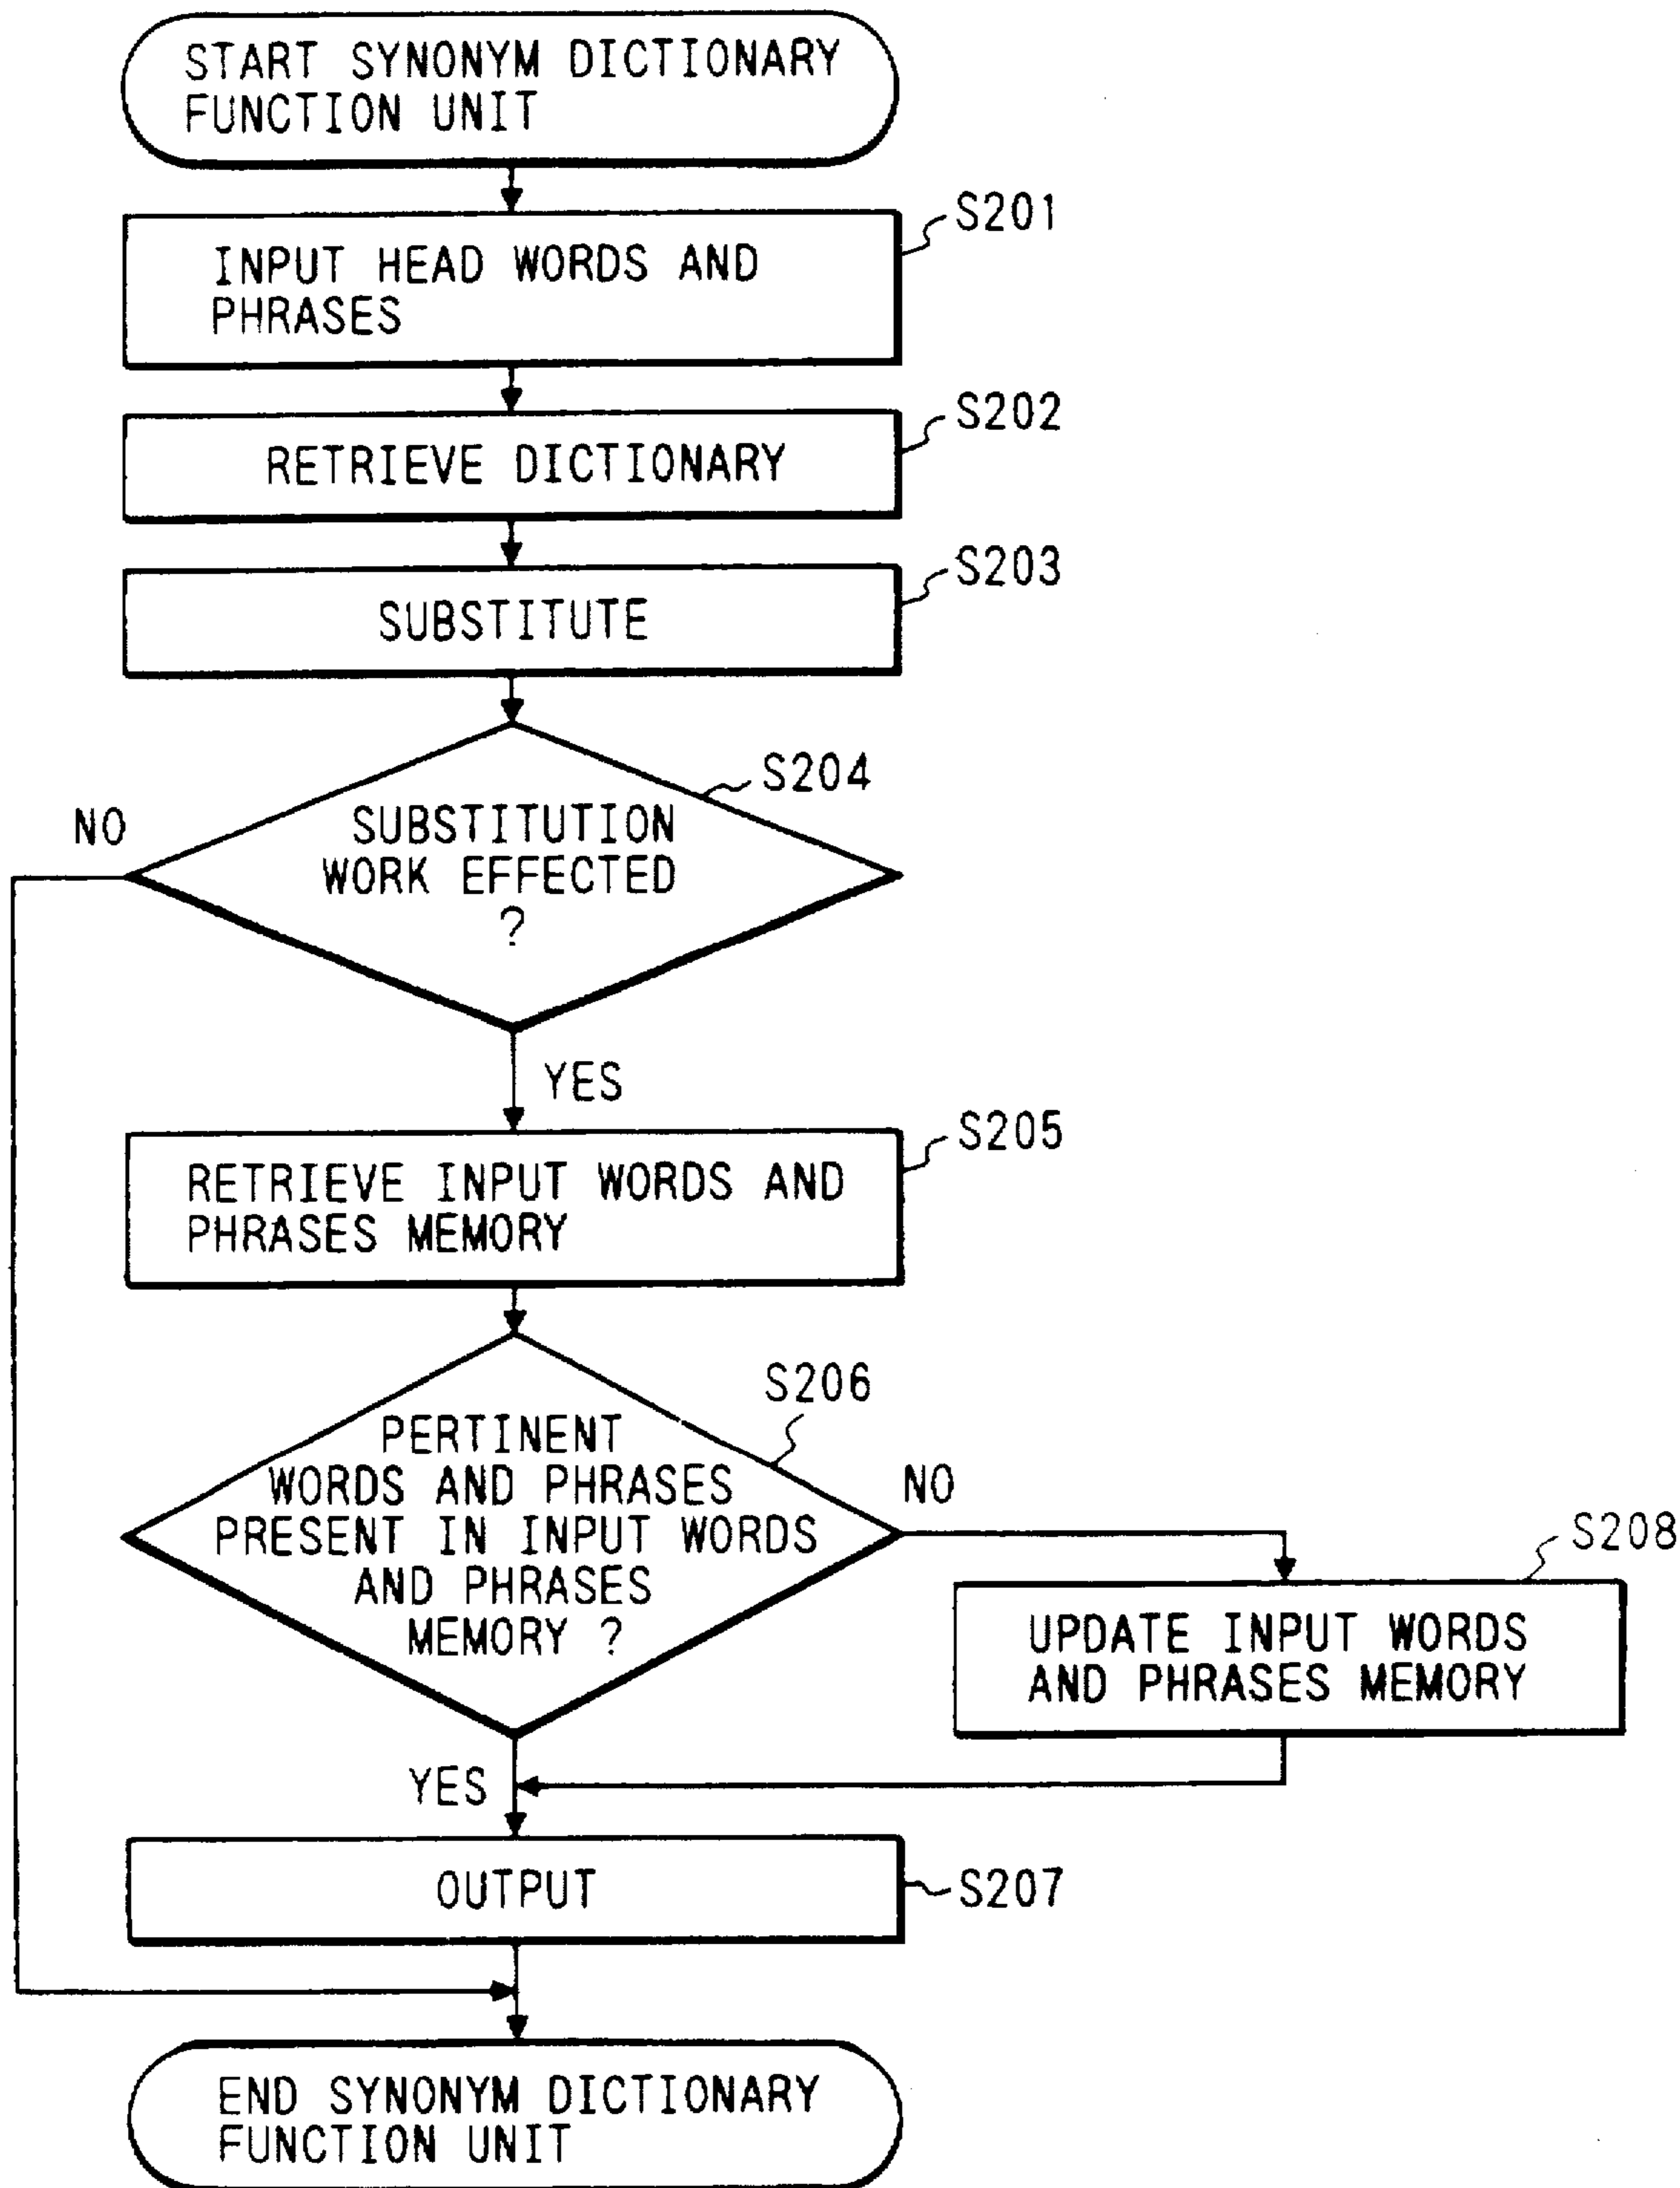 START SYNONYM DICTIONARY
FUNCTION UNIT
S201
INPUT HEAD WORDS AND
PHRASES
S202
RETRIEVE DICTIONARY
S203
SUBSTITUTE
S204
NO
SUBSTITUTION
WORK EFFECTED
?
YES
S205
RETRIEVE INPUT WORDS AND
PHRASES MEMORY
S206
PERTINENT
WORDS AND PHRASES
PRESENT IN INPUT WORDS
AND PHRASES
MEMORY ?
NO
S208
UPDATE INPUT WORDS
AND PHRASES MEMORY
YES
OUTPUT
S207
END SYNONYM DICTIONARY
FUNCTION UNIT